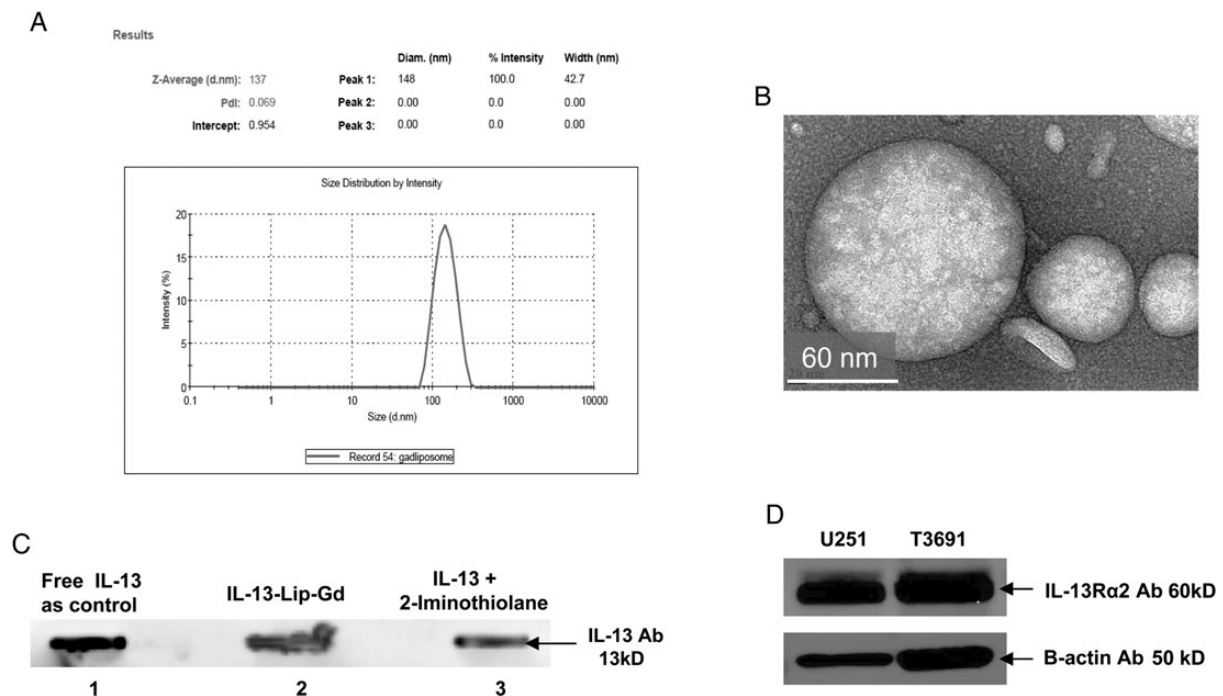 A
Results
Diam. (nm) % Intensity Width (nm)
Z-Average (d.nm): 137 Peak 1: 148 100.0 42.7
PdI: 0.069 Peak 2: 0.00 0.0 0.00
Intercept: 0.954 Peak 3: 0.00 0.0 0.00
Size Distribution by Intensity
Intensity (%)
20
15
10
5
0
0.1 1 10 100 1000 10000
Size (d.nm)
Record 54: gadliposome
B
60 nm
C
Free IL-13
as control
IL-13-Lip-Gd
IL-13 +
2-Iminothiolane
IL-13 Ab
13kD
1 2 3
D
U251 T3691
IL-13Rα2 Ab 60kD
B-actin Ab 50 kD